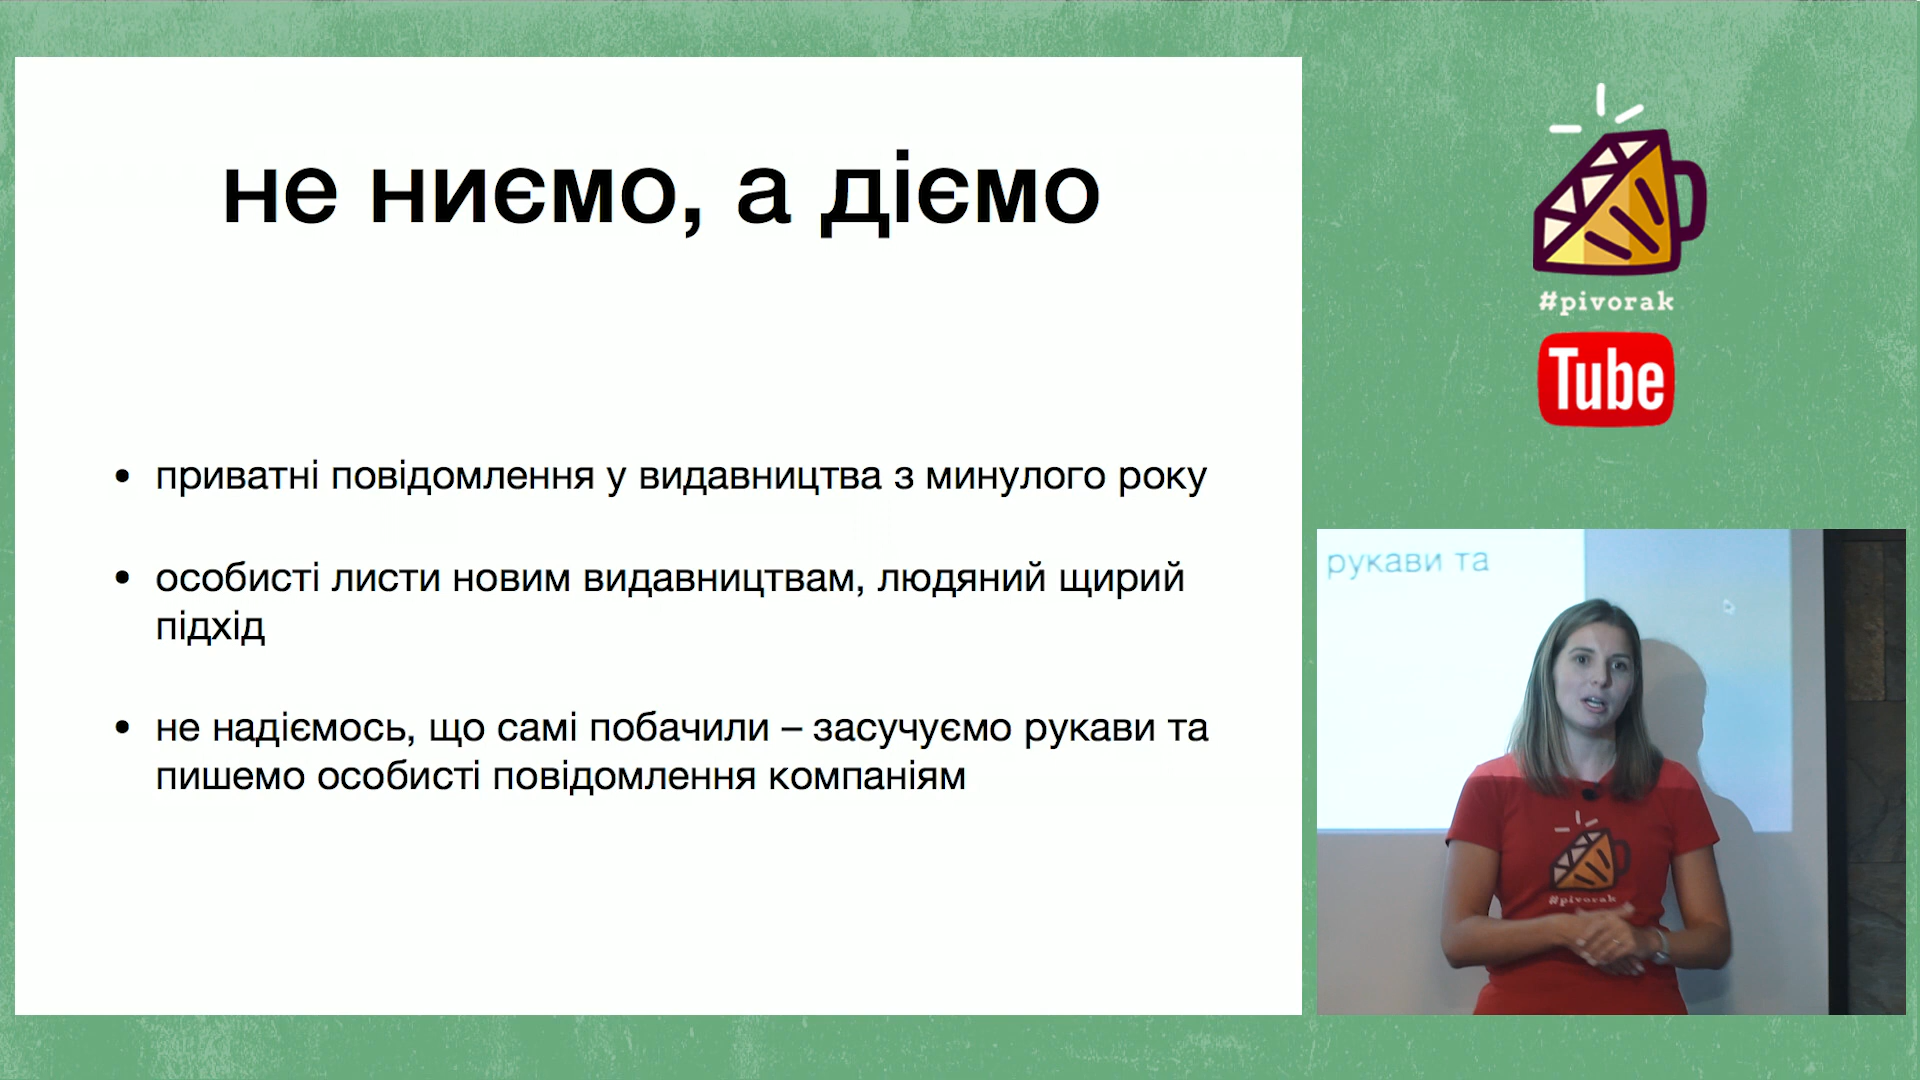 не ниємо, а діємо
• приватні повідомлення у видавництва з минулого року
• особисті листи новим видавництвам, людяний щирий
підхід
• не надіємось, що самі побачили – засучуємо рукави та
пишемо особисті повідомлення компаніям
#pivorak
Tube
рукави та
#pivorak